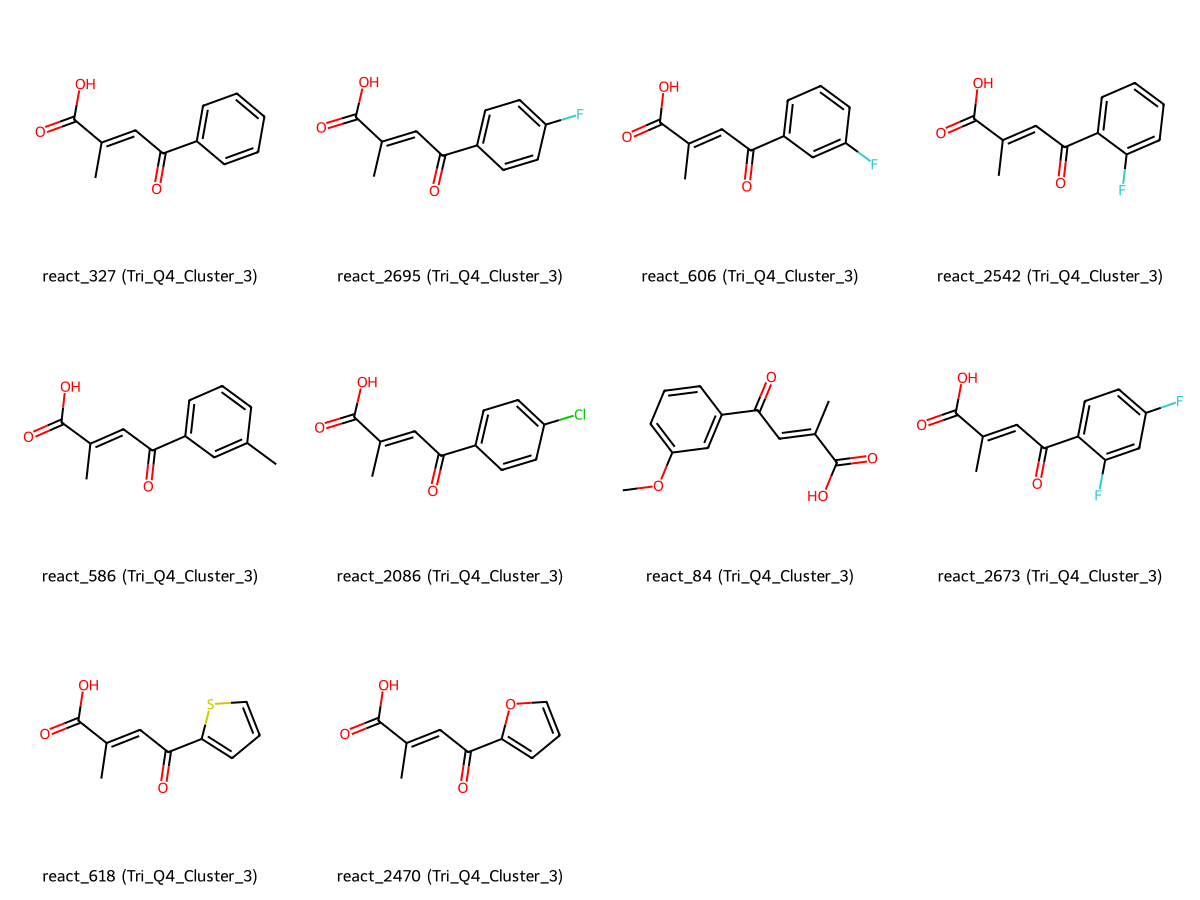 OH
O
O
react_327 (Tri_Q4_Cluster_3)
OH
O
F
O
react_2695 (Tri_Q4_Cluster_3)
OH
O
F
O
react_606 (Tri_Q4_Cluster_3)
OH
O
O
F
react_2542 (Tri_Q4_Cluster_3)
OH
O
O
react_586 (Tri_Q4_Cluster_3)
OH
O
Cl
O
react_2086 (Tri_Q4_Cluster_3)
O
O
O
HO
react_84 (Tri_Q4_Cluster_3)
OH
F
O
O
F
react_2673 (Tri_Q4_Cluster_3)
OH
S
O
O
react_618 (Tri_Q4_Cluster_3)
OH
O
O
O
react_2470 (Tri_Q4_Cluster_3)